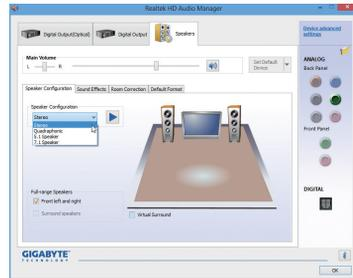 Realtek HD Audio Manager
Digital Output(Optical)
Digital Output
Speakers
Device advanced
settings
Main Volume
L
R
Set Default
Device
ANALOG
Back Panel
Speaker Configuration
Sound Effects
Room Correction
Default Format
Speaker Configuration
Stereo
Stereo
Quadraphonic
5.1 Speaker
7.1 Speaker
Front Panel
Full-range Speakers
Front left and right
Surround speakers
Virtual Surround
DIGITAL
GIGABYTE
TECHNOLOGY
OK